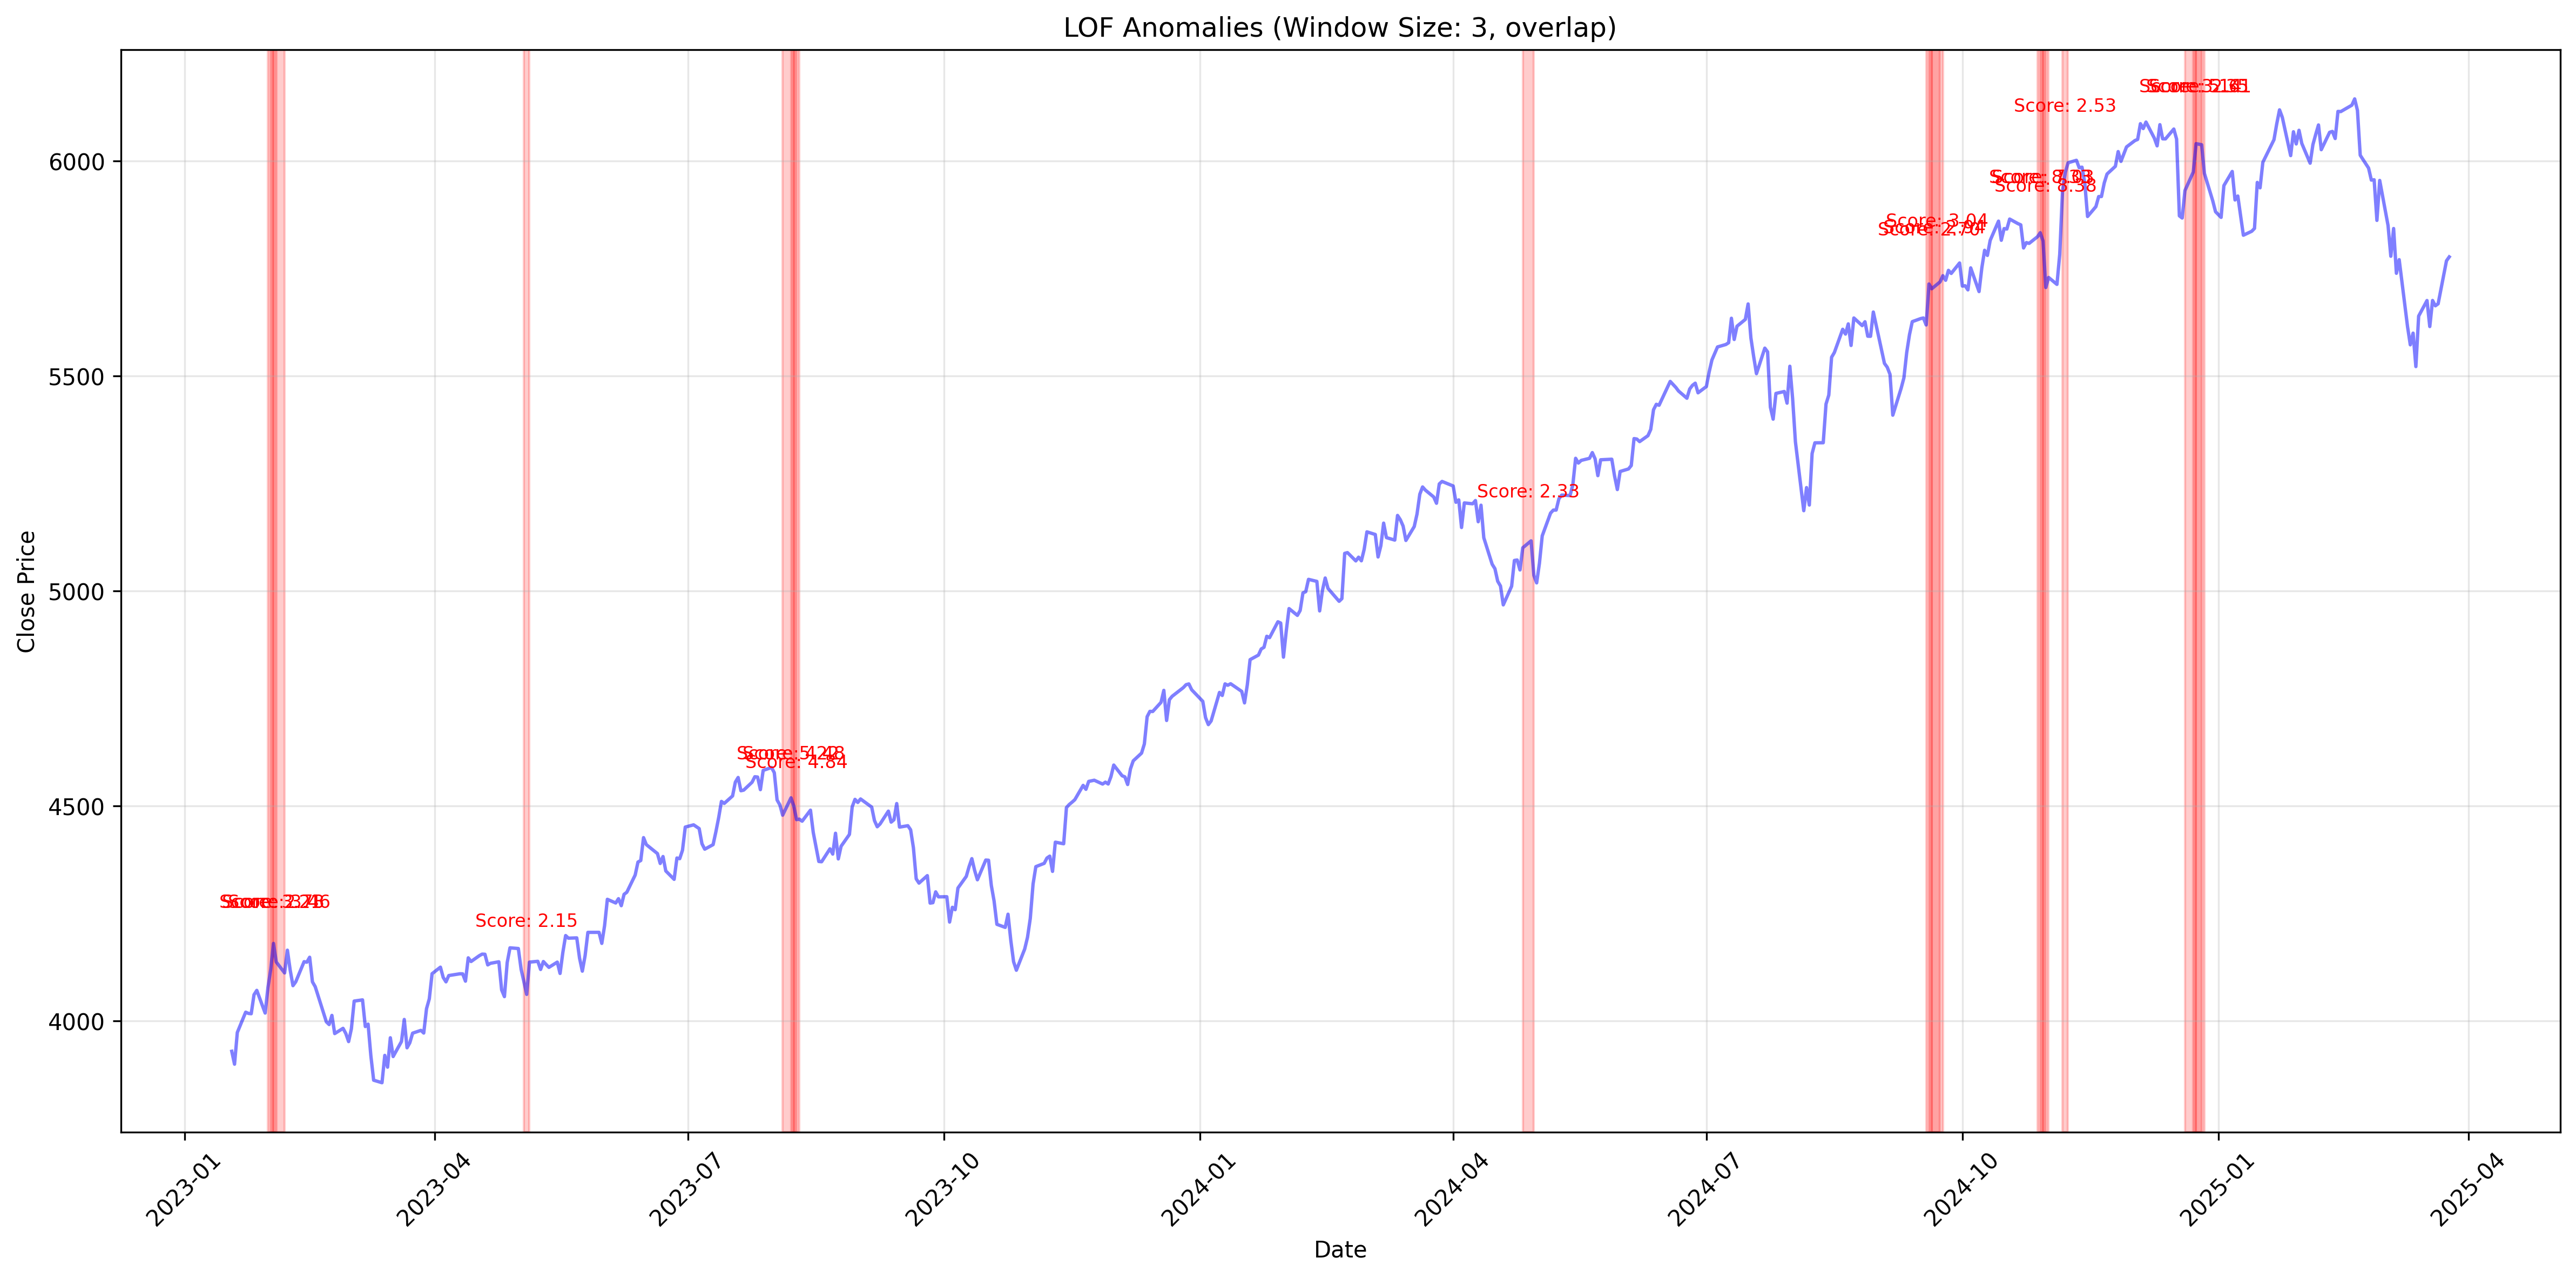 LOF Anomalies (Window Size: 3, overlap)
Score: 2.53
Score: 8.38
Score: 3.04
Score: 2.33
Score: 4.84
Score: 2.15
6000
5500
5000
4500
4000
Close Price
2023-01
2023-04
2023-07
2023-10
2024-01
2024-04
2024-07
2024-10
2025-01
2025-04
Date